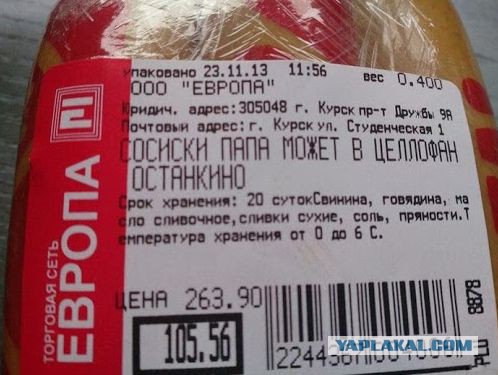 упаковано 23.11.13 11:56 вес 0.400
ООО "ЕВРОПА"
Юридич. адрес:305048 г. Курск пр-т Дружбы 9А
Почтовый адрес:г. Курск ул. Студенческая 1
СОСИСКИ ПАПА МОЖЕТ В ЦЕЛЛОФАН
ОСТАНКИНО
Срок хранения: 20 сутокСвинина, говядина, ма
сло сливочное,сливки сухие, соль, пряности.Т
емпература хранения от 0 до 6 С.
ЦЕНА 263.90
105.56
8878
PLU
ТОРГОВАЯ СЕТЬ
ЕВРОПА
YAPLAKAL.COM